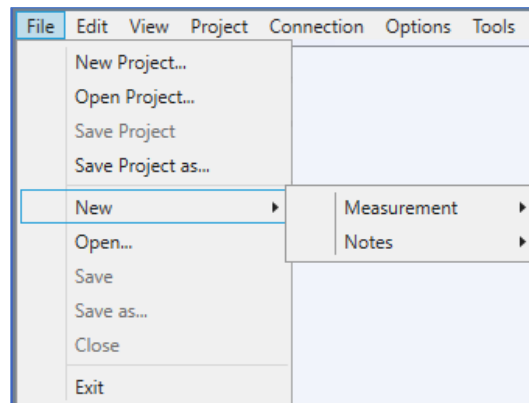 File Edit View Project Connection Options Tools
New Project...
Open Project...
Save Project
Save Project as...
New
Measurement
Notes
Open...
Save
Save as...
Close
Exit